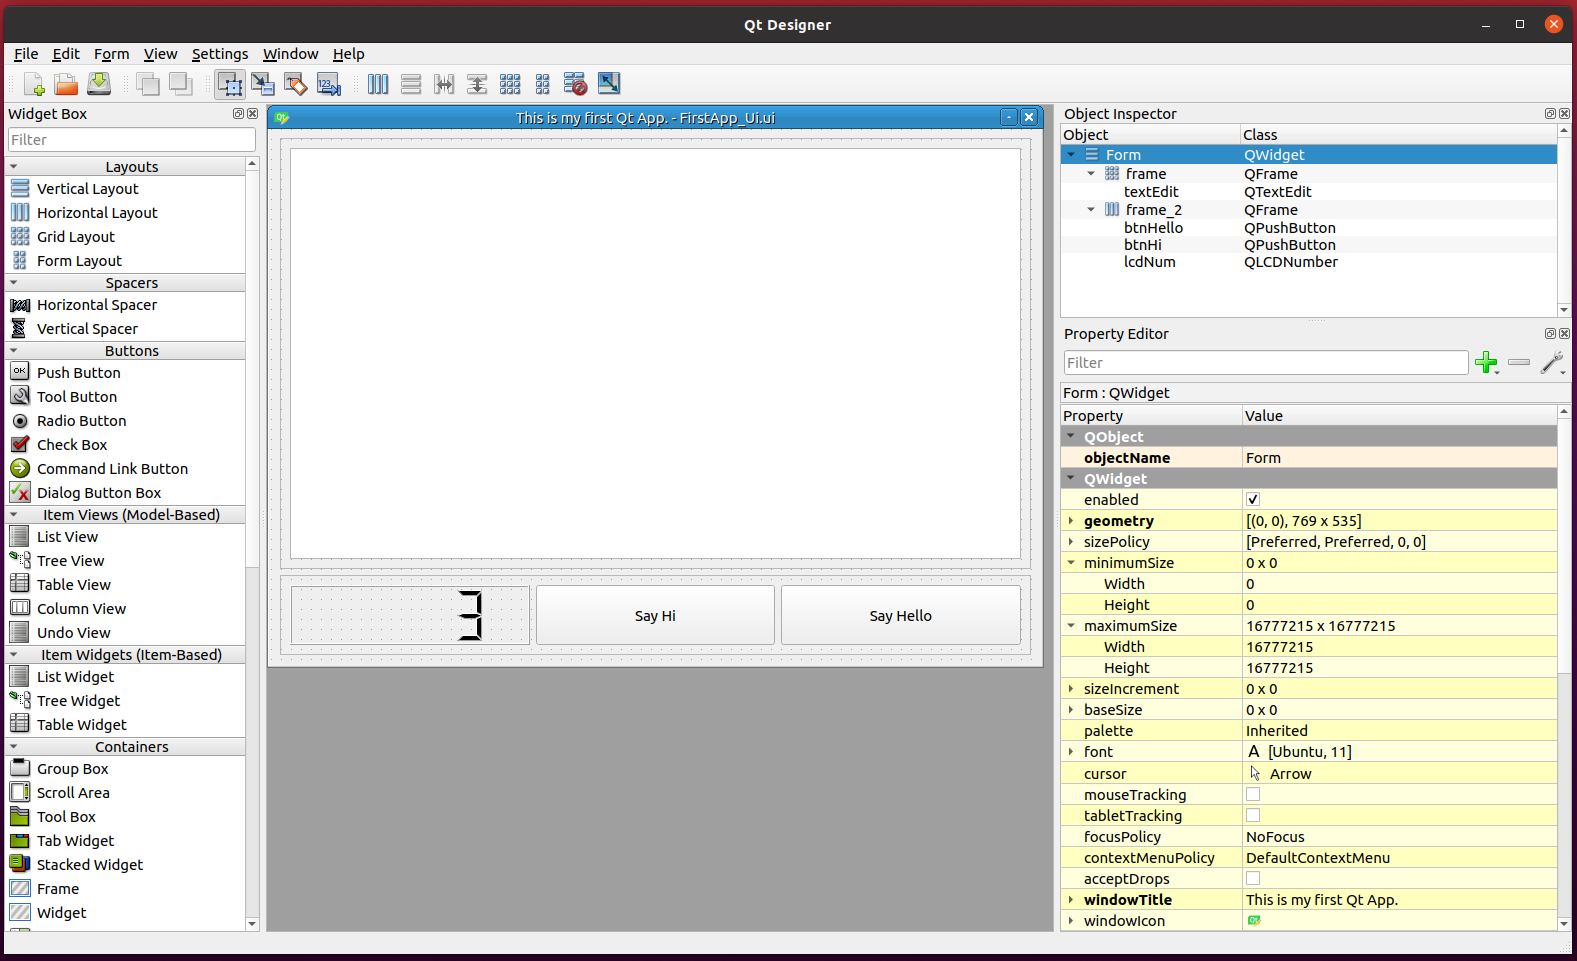 Qt Designer
File Edit Form View Settings Window Help
Widget Box
Filter
Layouts
Vertical Layout
Horizontal Layout
Grid Layout
Form Layout
Spacers
Horizontal Spacer
Vertical Spacer
Buttons
Push Button
Tool Button
Radio Button
Check Box
Command Link Button
Dialog Button Box
Item Views (Model-Based)
List View
Tree View
Table View
Column View
Undo View
Item Widgets (Item-Based)
List Widget
Tree Widget
Table Widget
Containers
Group Box
Scroll Area
Tool Box
Tab Widget
Stacked Widget
Frame
Widget
This is my first Qt App. - FirstApp_Ui.ui
3
Say Hi
Say Hello
Object Inspector
Object Class
Form QWidget
frame QFrame
textEdit QTextEdit
frame_2 QFrame
btnHello QPushButton
btnHi QPushButton
lcdNum QLCDNumber
Property Editor
Filter
Form : QWidget
Property Value
QObject
objectName Form
QWidget
enabled
geometry [(0, 0), 769 x 535]
sizePolicy [Preferred, Preferred, 0, 0]
minimumSize 0 x 0
Width 0
Height 0
maximumSize 16777215 x 16777215
Width 16777215
Height 16777215
sizeIncrement 0 x 0
baseSize 0 x 0
palette Inherited
font A [Ubuntu, 11]
cursor Arrow
mouseTracking
tabletTracking
focusPolicy NoFocus
contextMenuPolicy DefaultContextMenu
acceptDrops
windowTitle This is my first Qt App.
windowIcon